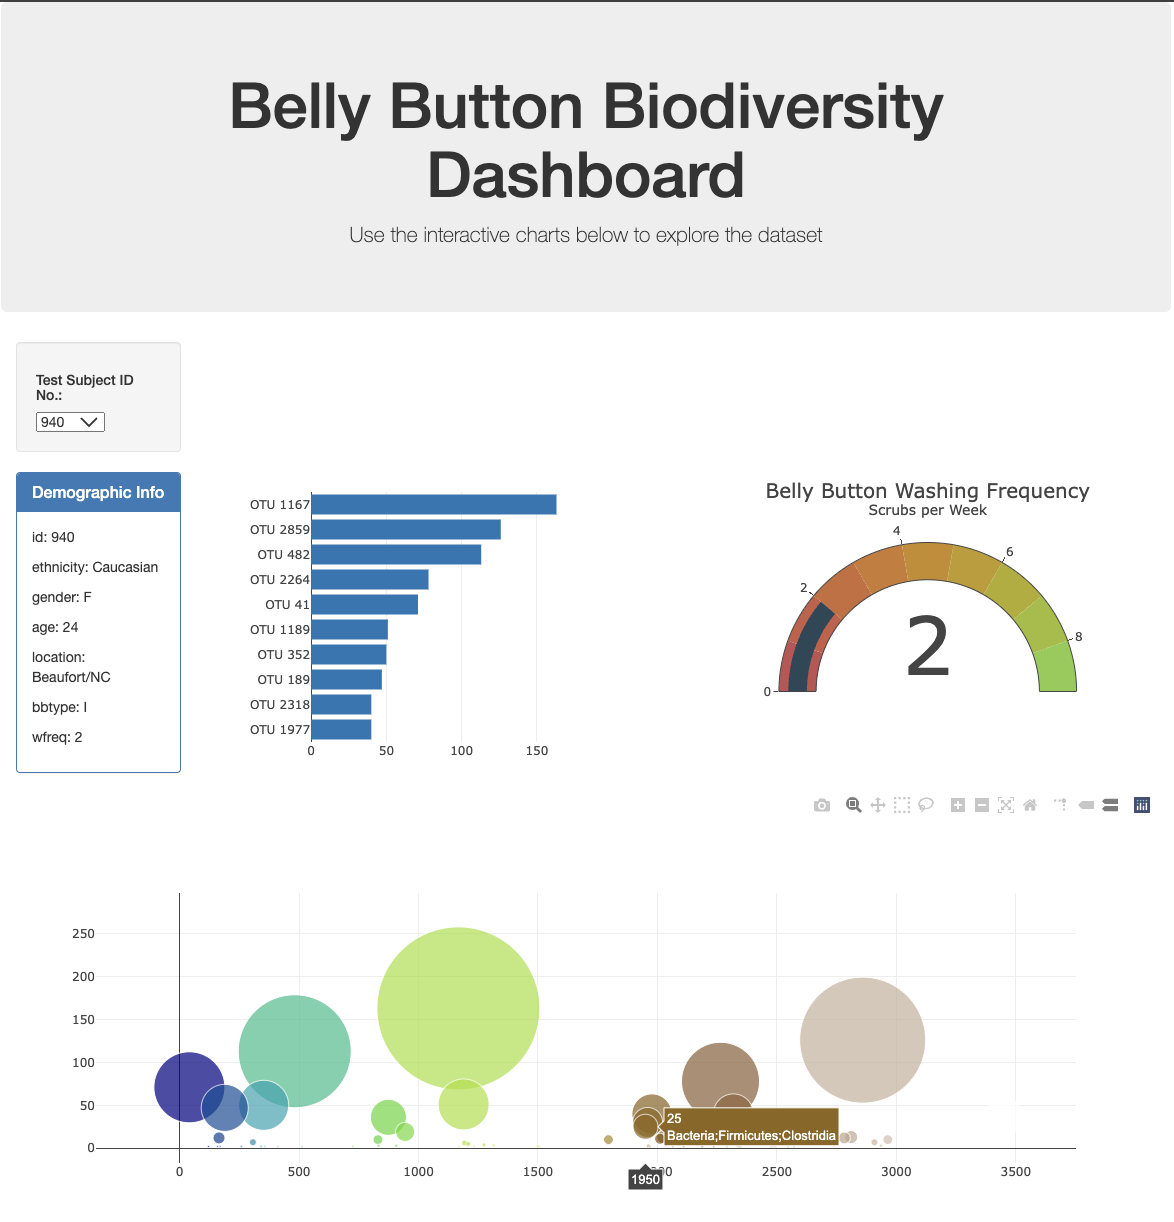 Belly Button Biodiversity
Dashboard
Use the interactive charts below to explore the dataset
Test Subject ID
No.:
940
Demographic Info
id: 940
ethnicity: Caucasian
gender: F
age: 24
location:
Beaufort/NC
bbtype: I
wfreq: 2
OTU 1167
OTU 2859
OTU 482
OTU 2264
OTU 41
OTU 1189
OTU 352
OTU 189
OTU 2318
OTU 1977
0 50 100 150
Belly Button Washing Frequency
Scrubs per Week
0
2
4
6
8
2
250
200
150
100
50
0
25
Bacteria;Firmicutes;Clostridia
0 500 1000 1500 2500 3000 3500
1950